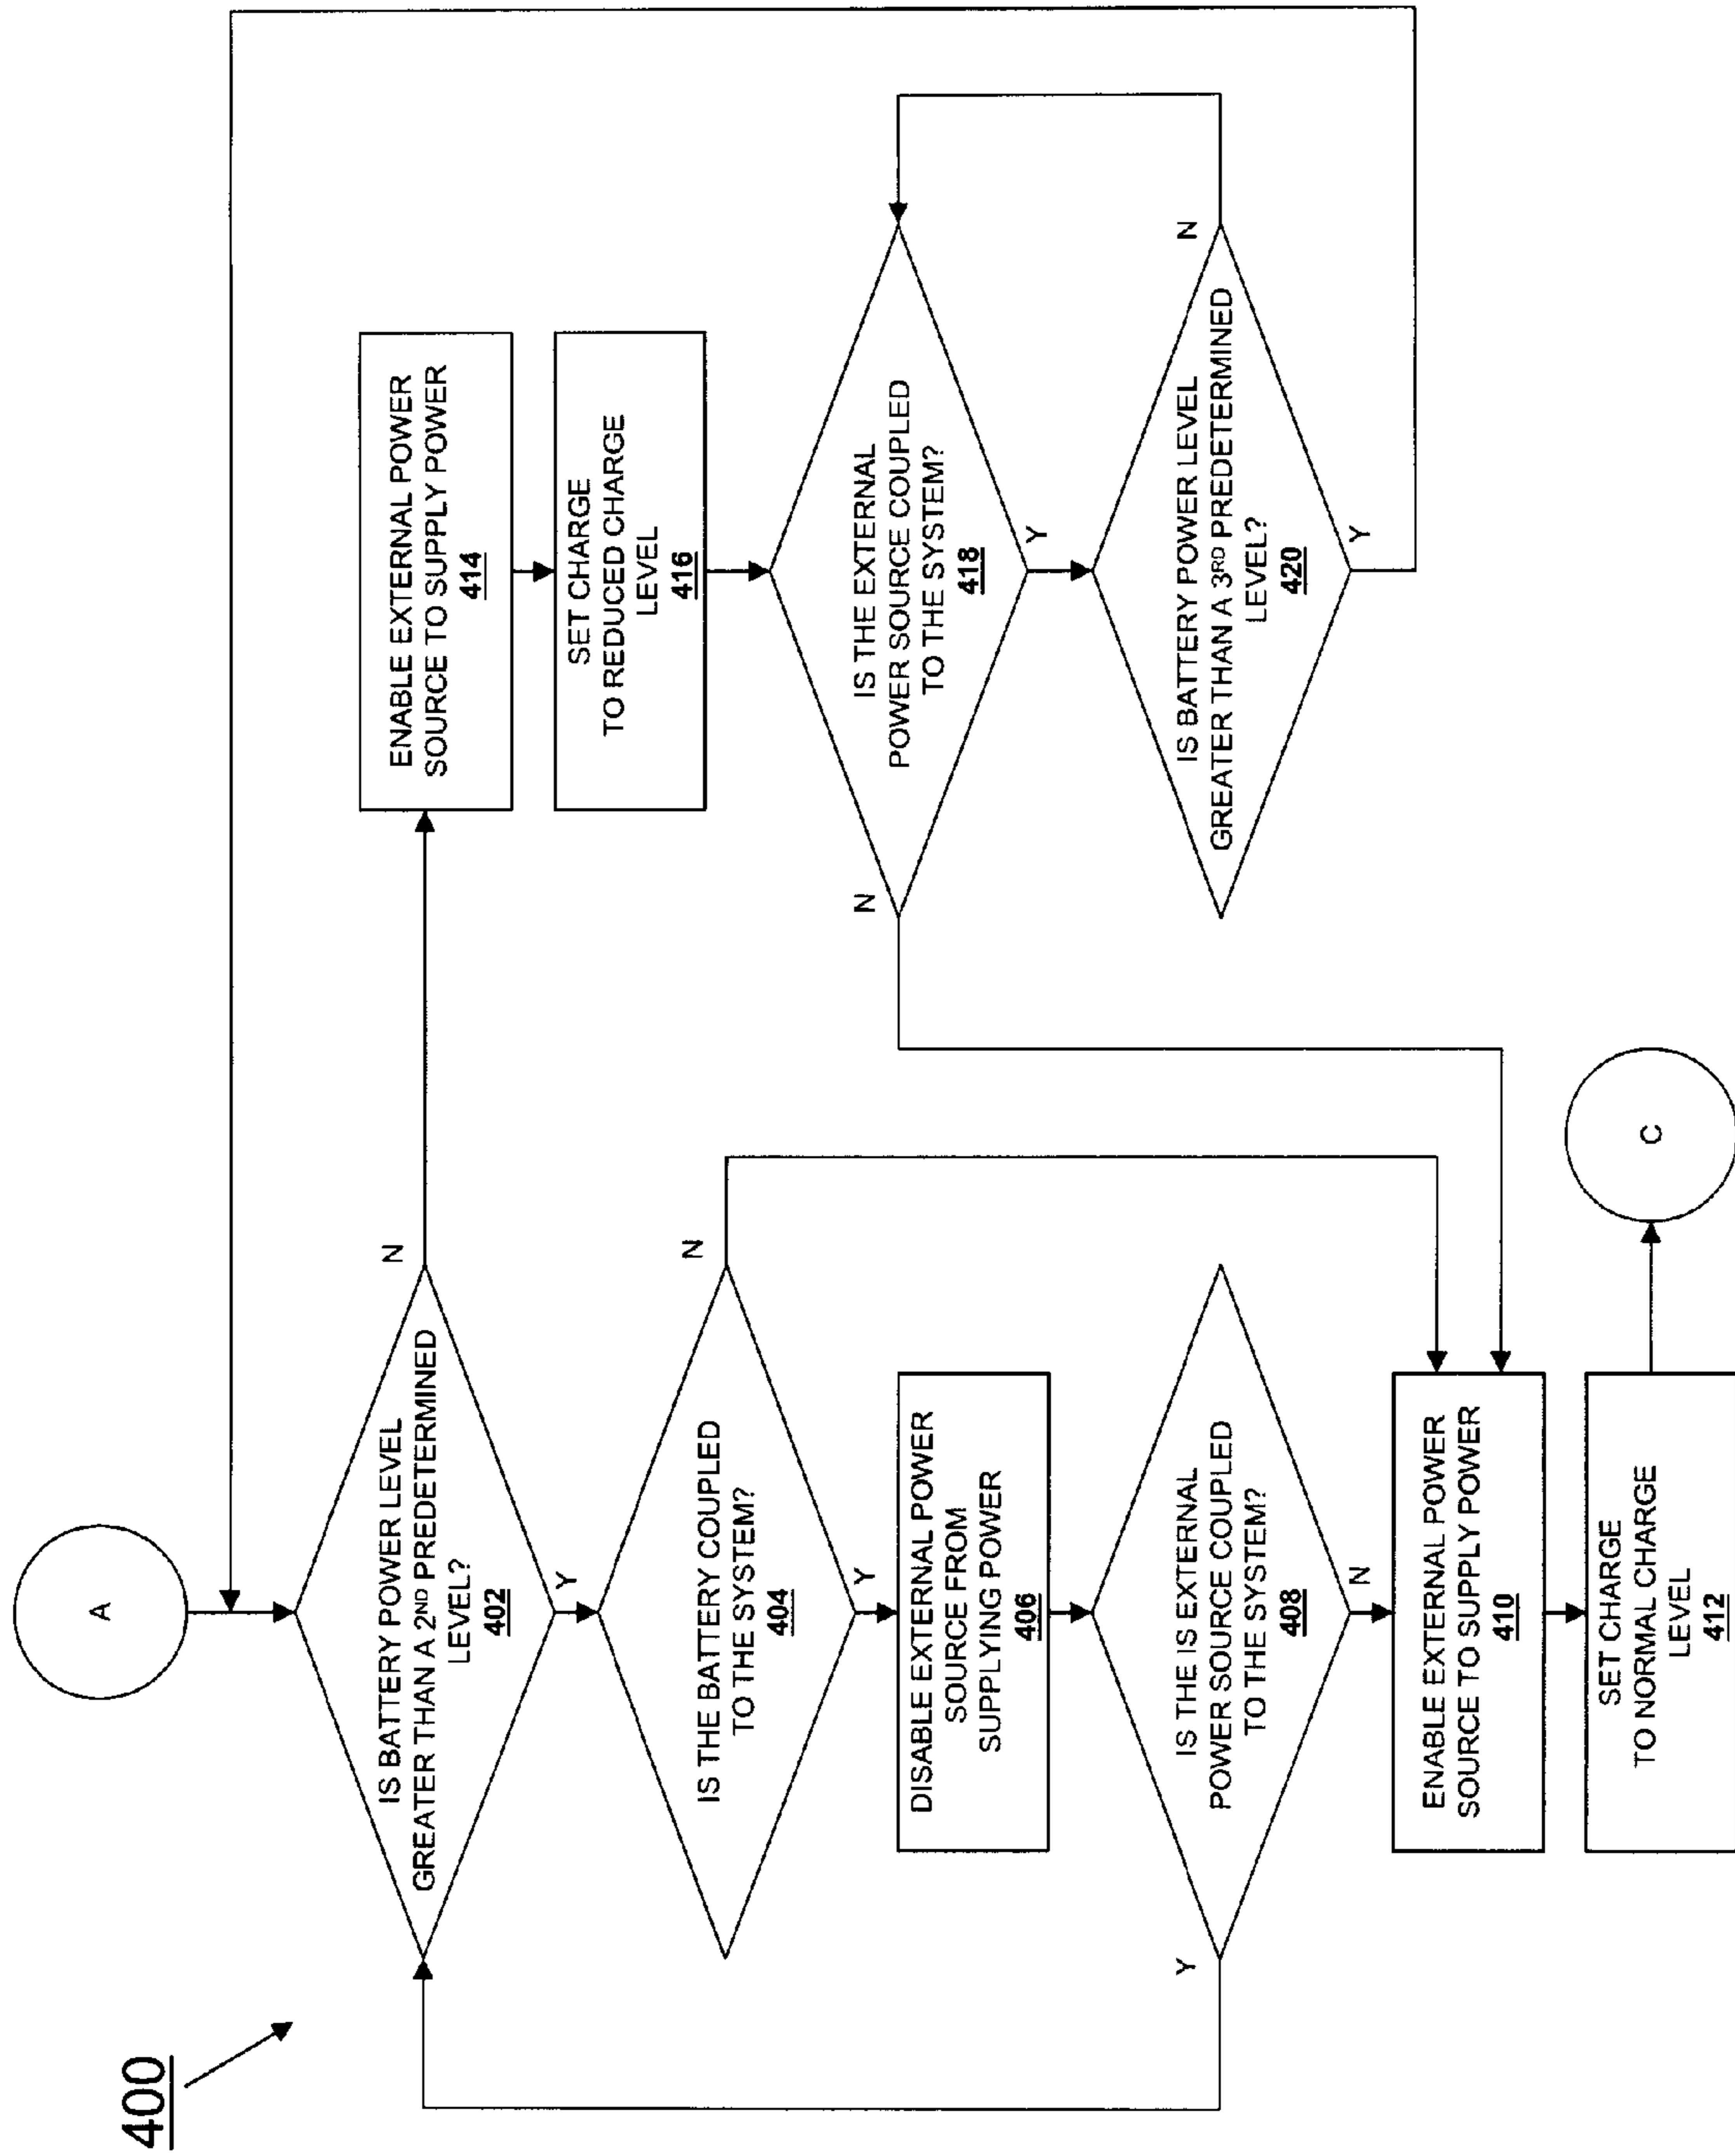 400
A
IS BATTERY POWER LEVEL
GREATER THAN A 2ND PREDETERMINED
LEVEL?
402
N
Y
IS THE BATTERY COUPLED
TO THE SYSTEM?
404
N
Y
DISABLE EXTERNAL POWER
SOURCE FROM
SUPPLYING POWER
406
IS THE IS EXTERNAL
POWER SOURCE COUPLED
TO THE SYSTEM?
408
Y
N
ENABLE EXTERNAL POWER
SOURCE TO SUPPLY POWER
410
SET CHARGE
TO NORMAL CHARGE
LEVEL
412
C
ENABLE EXTERNAL POWER
SOURCE TO SUPPLY POWER
414
SET CHARGE
TO REDUCED CHARGE
LEVEL
416
IS THE EXTERNAL
POWER SOURCE COUPLED
TO THE SYSTEM?
418
N
Y
IS BATTERY POWER LEVEL
GREATER THAN A 3RD PREDETERMINED
LEVEL?
420
N
Y